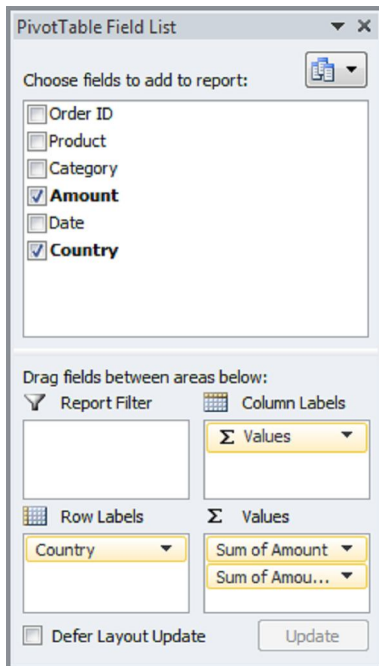 PivotTable Field List
Choose fields to add to report:
Order ID
Product
Category
Amount
Date
Country
Drag fields between areas below:
Report Filter
Column Labels
Σ Values
Row Labels
Σ Values
Country
Sum of Amount
Sum of Amou...
Defer Layout Update
Update